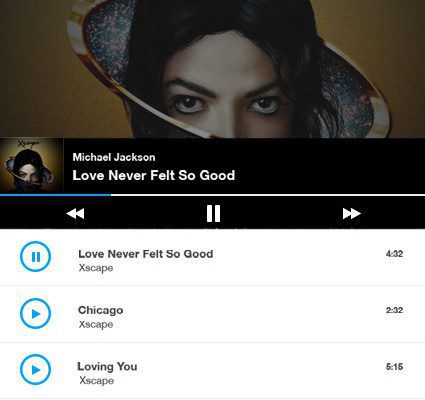 Xscape
Michael Jackson
Love Never Felt So Good
Love Never Felt So Good
4:32
Xscape
Chicago
2:32
Xscape
Loving You
5:15
Xscape